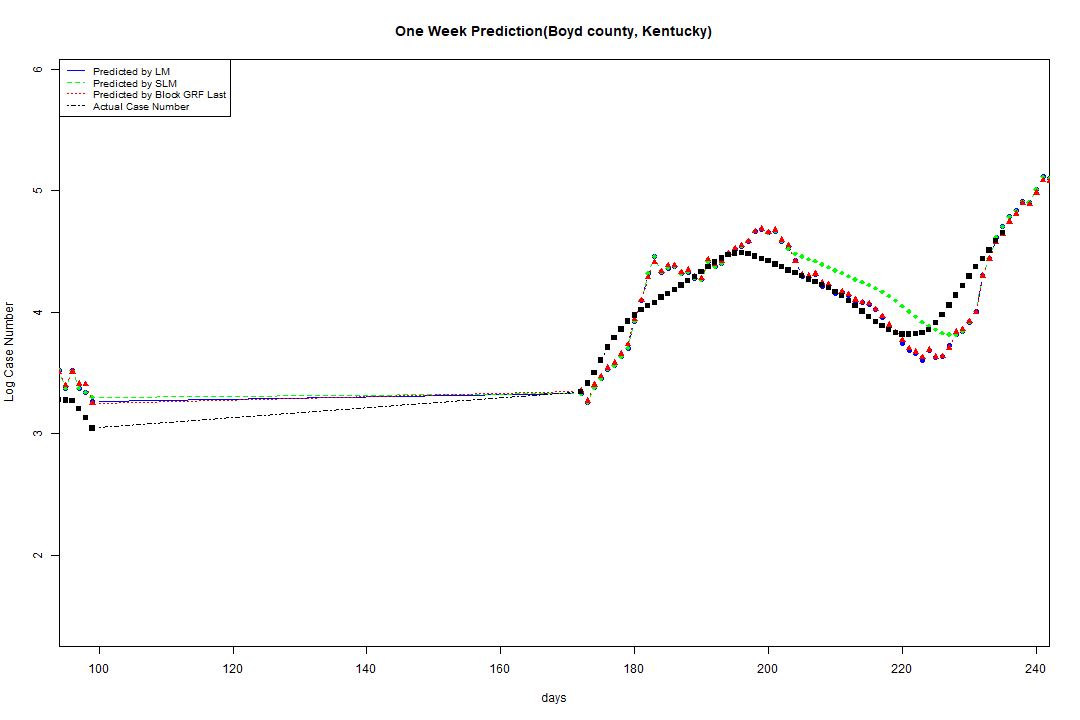 One Week Prediction(Boyd county, Kentucky)
Predicted by LM
Predicted by SLM
Predicted by Block GRF Last
Actual Case Number
6
5
4
3
2
Log Case Number
100 120 140 160 180 200 220 240
days